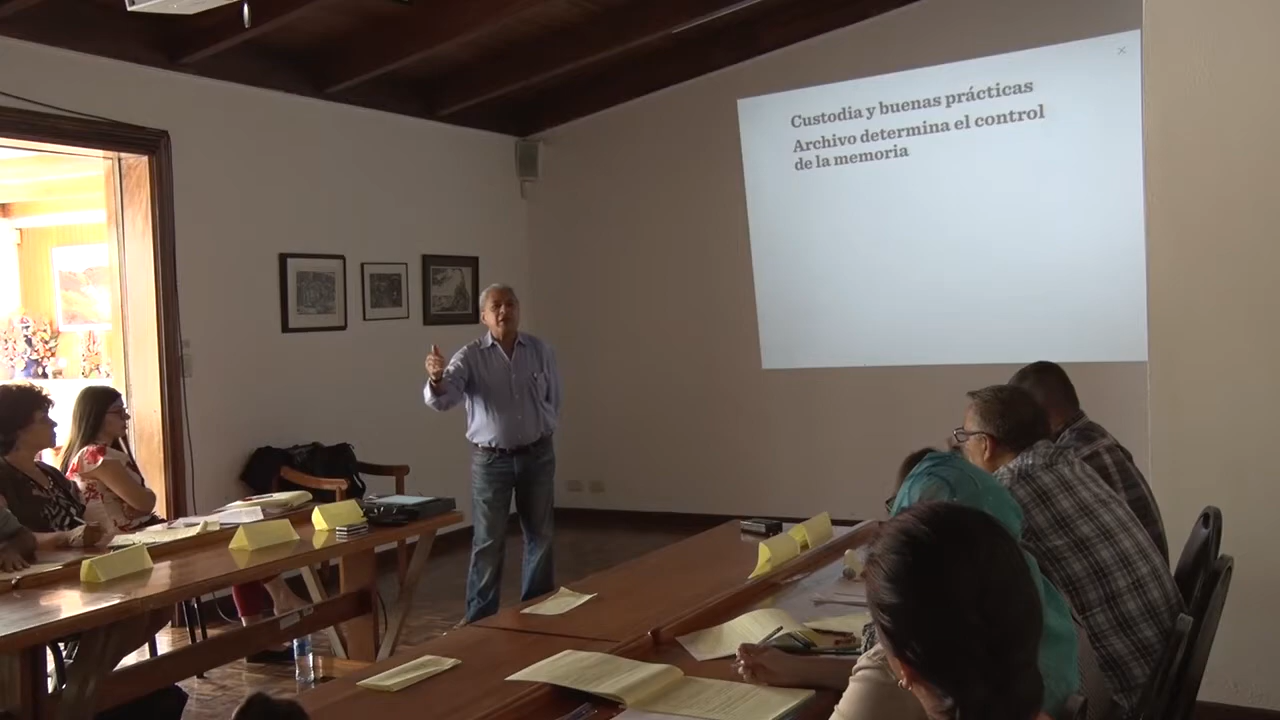 Custodia y buenas prácticas
Archivo determina el control
de la memoria